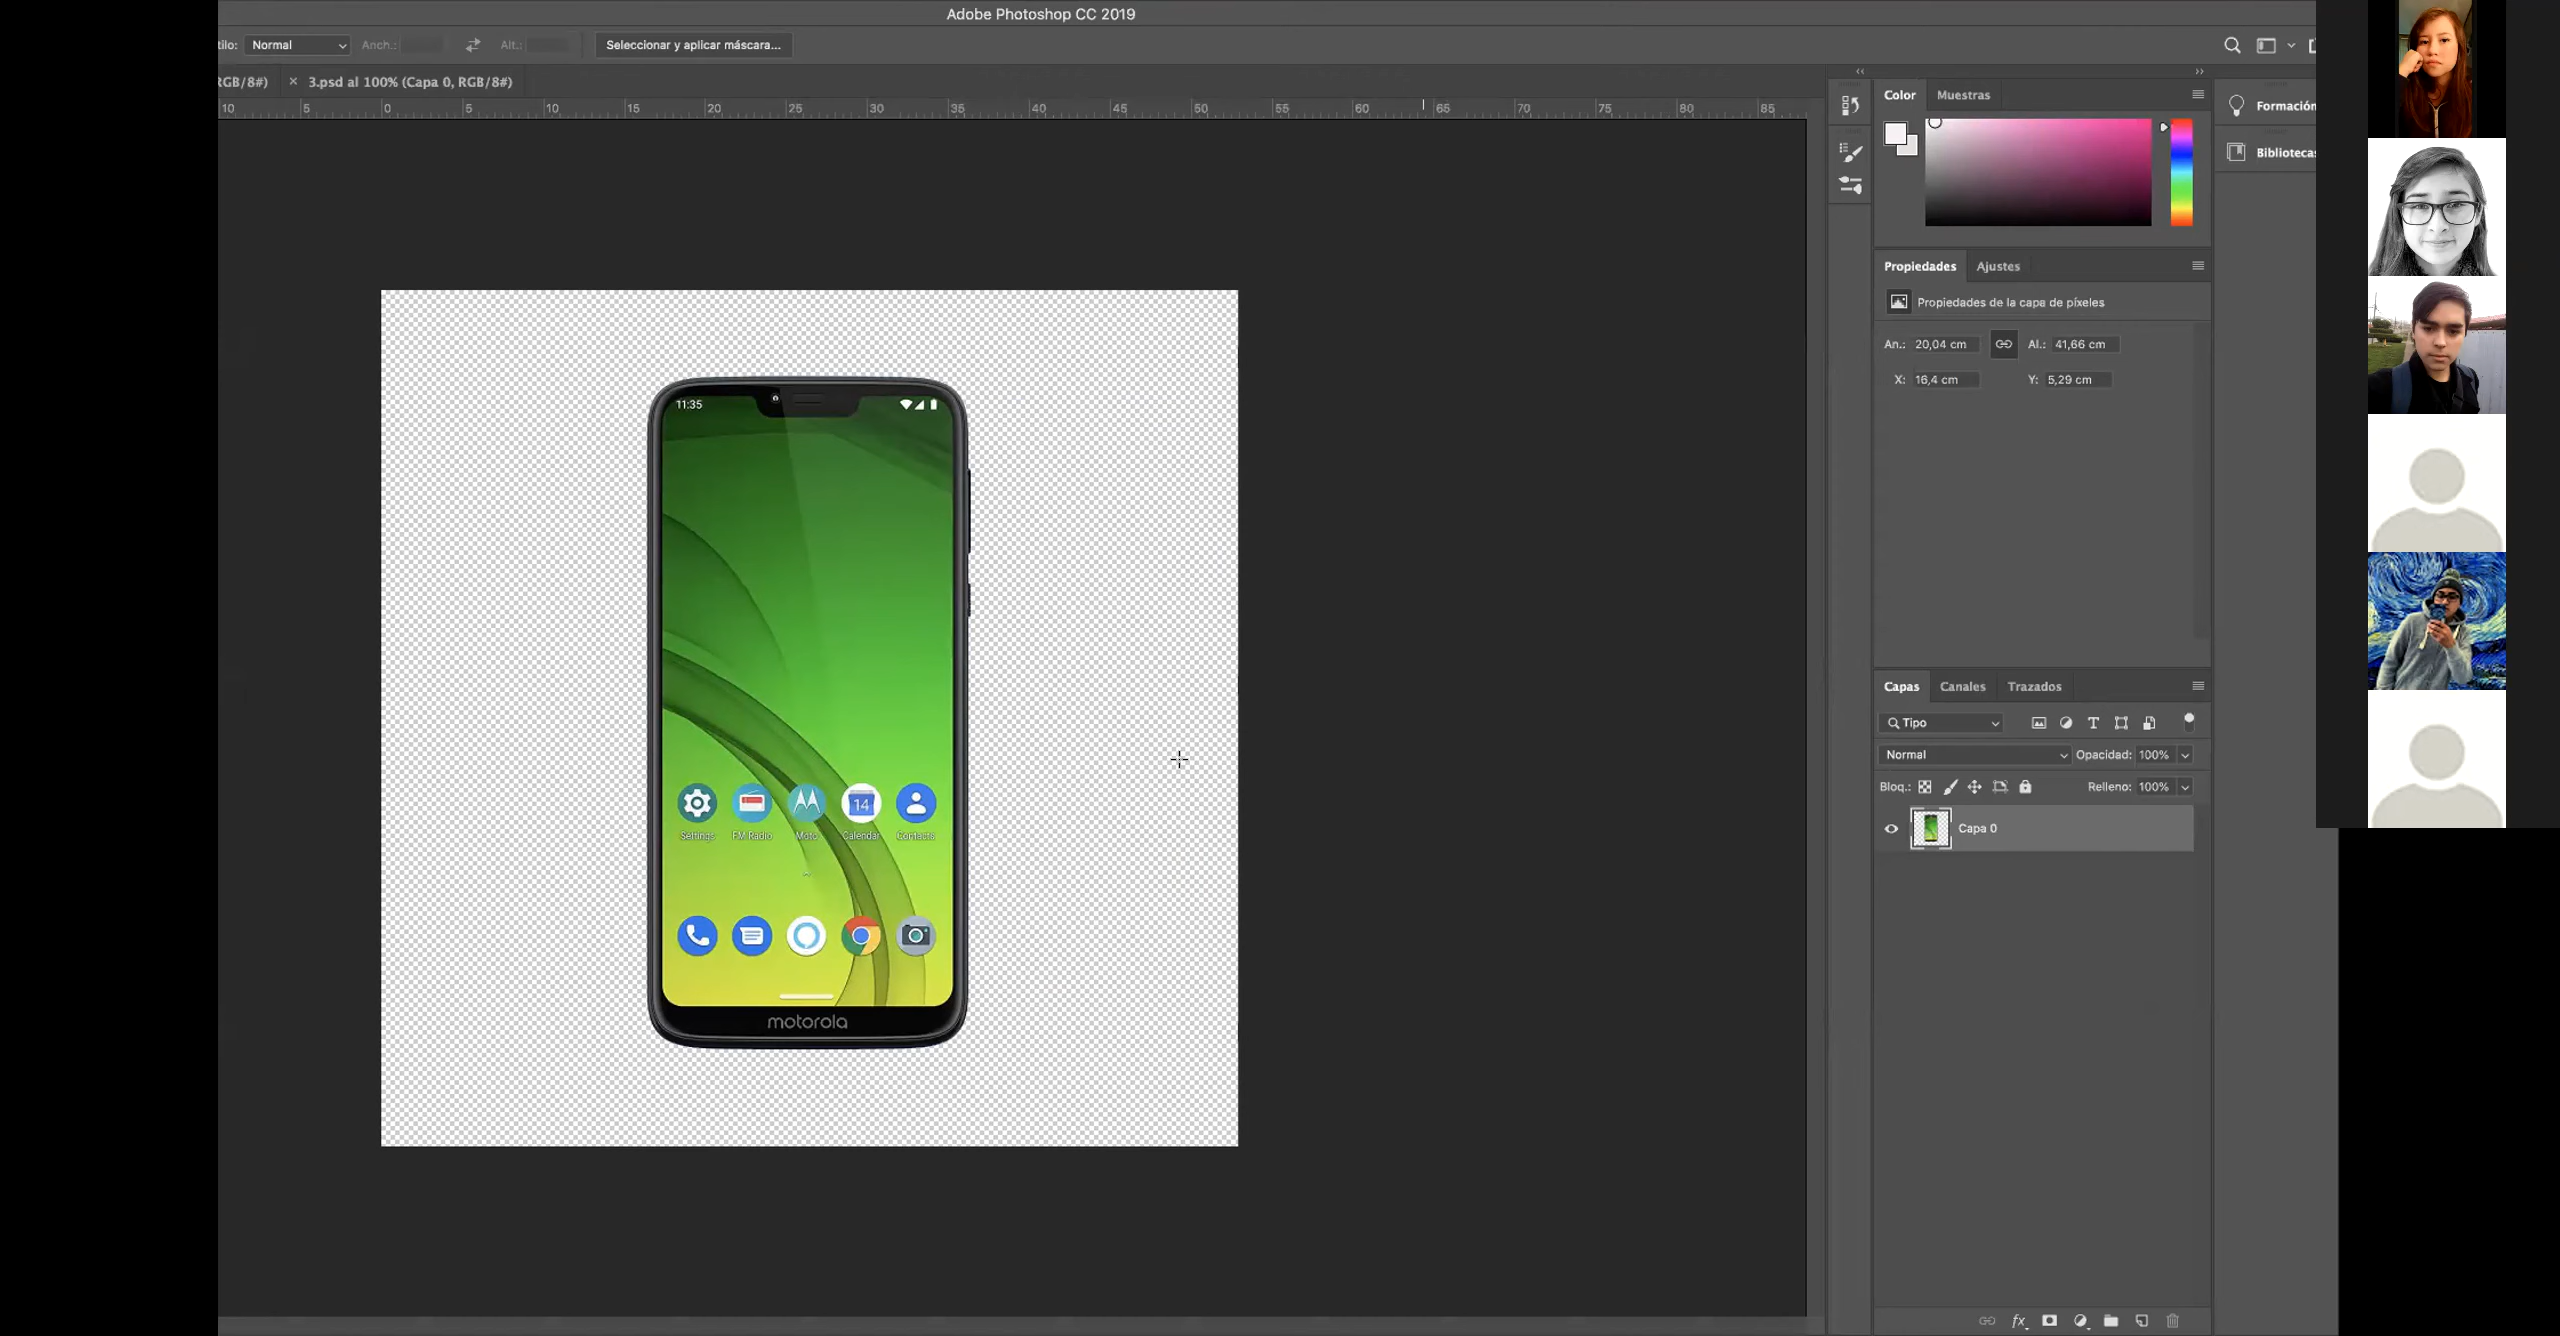 Adobe Photoshop CC 2019
tilo: Normal Anch.: Alt.: Seleccionar y aplicar máscara...
RGB/8#) × 3.psd al 100% (Capa 0, RGB/8#)
10 5 0 5 10 15 20 25 30 35 40 45 50 55 60 65 70 75 80 85
Color Muestras
Formación
Bibliotecas
Propiedades Ajustes
Propiedades de la capa de píxeles
An.: 20,04 cm Al.: 41,66 cm
X: 16,4 cm Y: 5,29 cm
11:35
14
Settings FM Radio Moto Calendar Contacts
motorola
Capas Canales Trazados
Tipo
Normal Opacidad: 100%
Bloq.: Relleno: 100%
Capa 0
fx